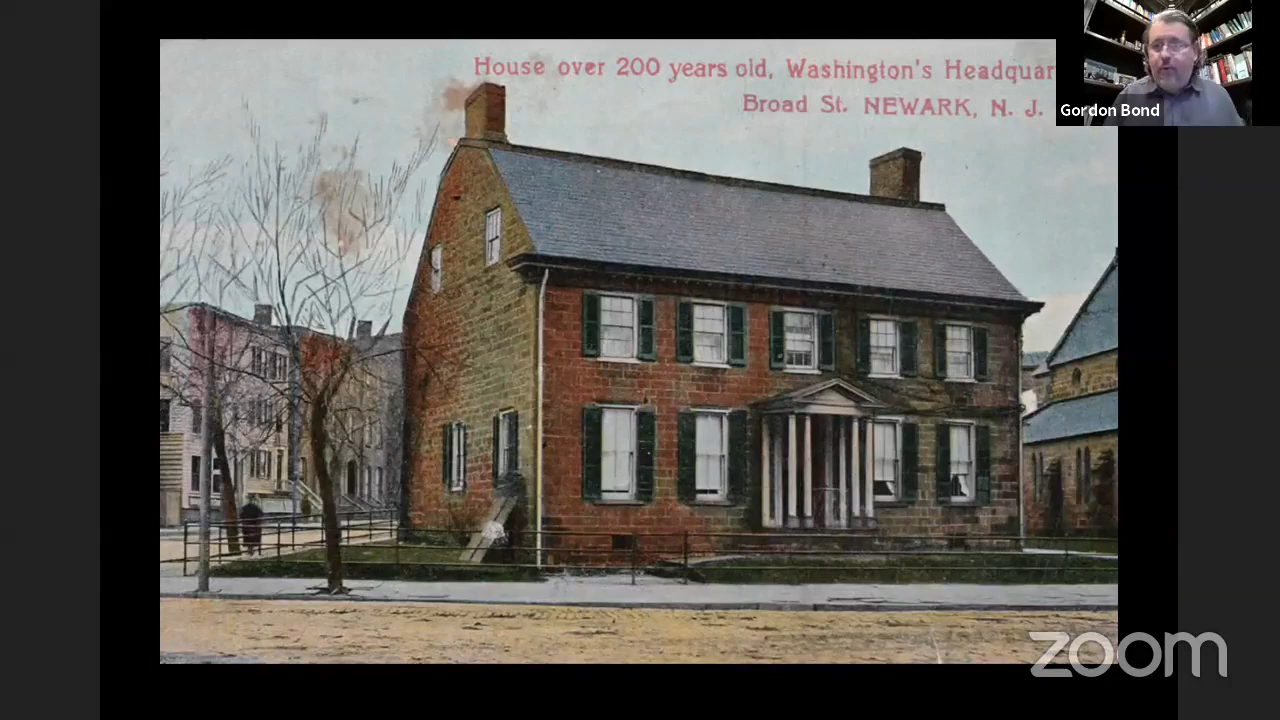 House over 200 years old, Washington's Headquar
Broad St. NEWARK, N. J.
Gordon Bond
zoom